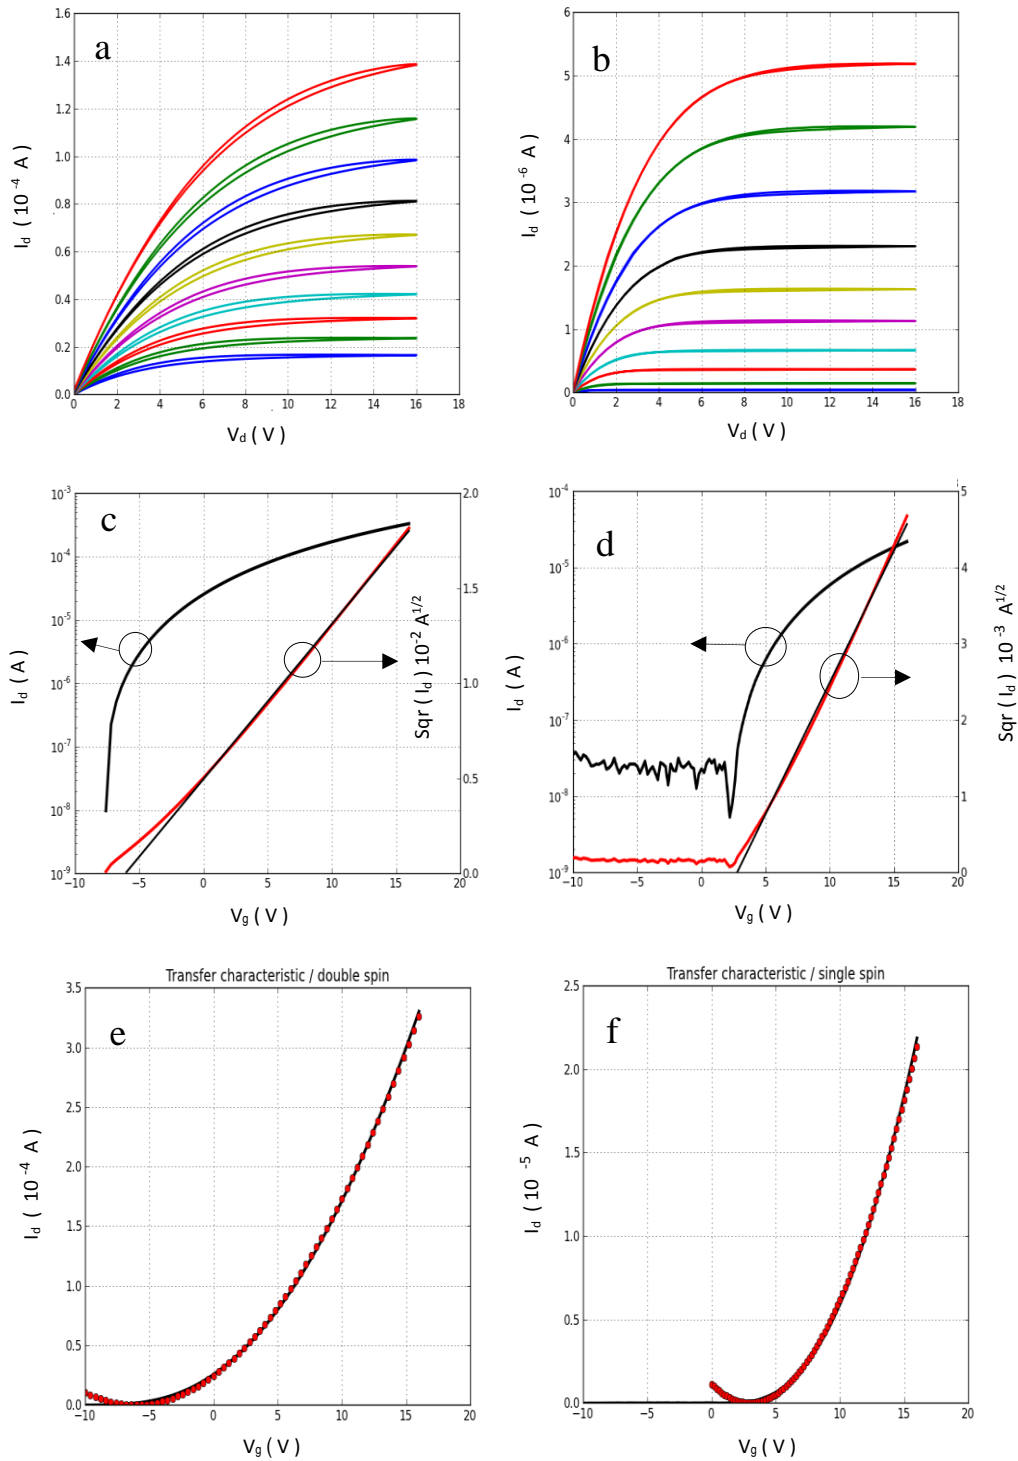 a
1.6
1.4
1.2
1.0
0.8
0.6
0.4
0.2
0.0
0 2 4 6 8 10 12 14 16 18
I_d ( 10^-4 A )
V_d ( V )
b
6
5
4
3
2
1
0
0 2 4 6 8 10 12 14 16 18
I_d ( 10^-6 A )
V_d ( V )
c
10^-3
10^-4
10^-5
10^-6
10^-7
10^-8
10^-9
2.0
1.5
1.0
0.5
0.0
−10 −5 0 5 10 15 20
I_d ( A )
Sqr ( I_d ) 10^-2 A^1/2
V_g ( V )
d
10^-4
10^-5
10^-6
10^-7
10^-8
10^-9
5
4
3
2
1
0
−10 −5 0 5 10 15 20
I_d ( A )
Sqr ( I_d ) 10^-3 A^1/2
V_g ( V )
Transfer characteristic / double spin
e
3.5
3.0
2.5
2.0
1.5
1.0
0.5
0.0
−10 −5 0 5 10 15 20
I_d ( 10^-4 A )
V_g ( V )
Transfer characteristic / single spin
f
2.5
2.0
1.5
1.0
0.5
0.0
−10 −5 0 5 10 15 20
I_d ( 10^-5 A )
V_g ( V )